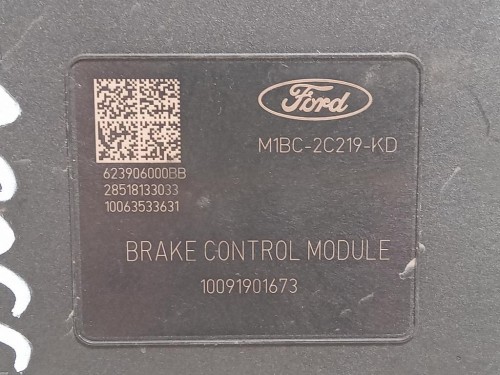 Ford
M1BC-2C219-KD
623906000BB
28518133033
10063533631
BRAKE CONTROL MODULE
10091901673